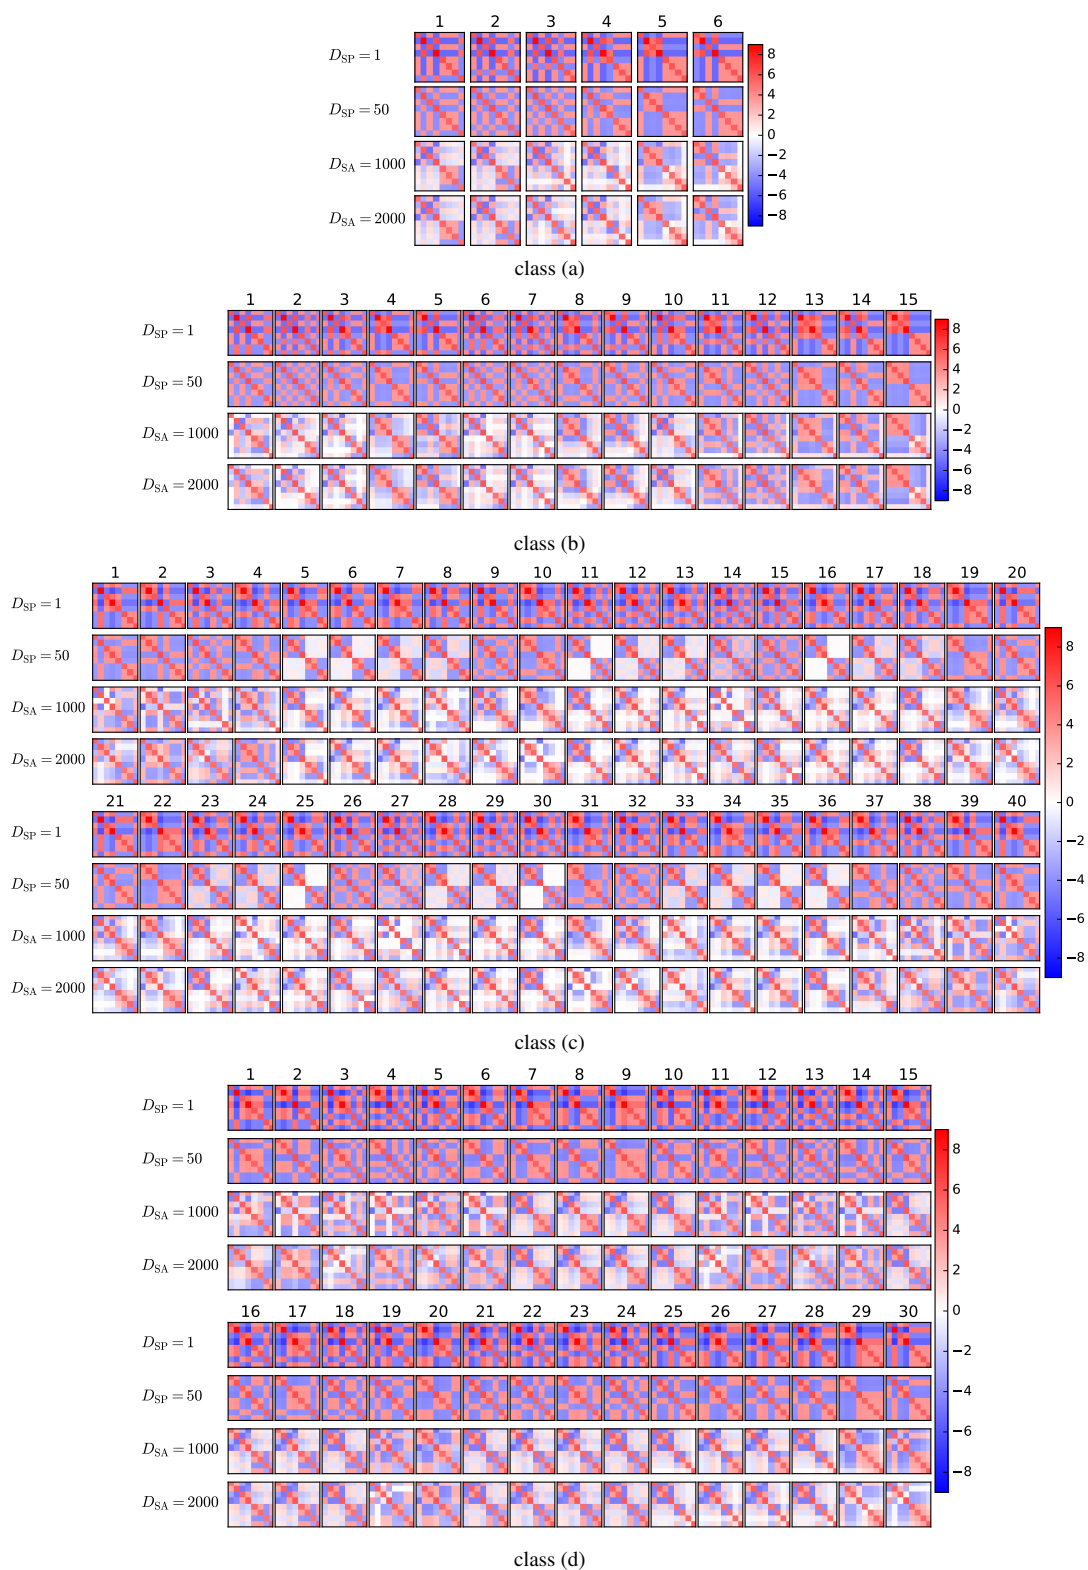 1 2 3 4 5 6
D_SP = 1
D_SP = 50
D_SA = 1000
D_SA = 2000
8
6
4
2
0
−2
−4
−6
−8
class (a)
1 2 3 4 5 6 7 8 9 10 11 12 13 14 15
D_SP = 1
D_SP = 50
D_SA = 1000
D_SA = 2000
8
6
4
2
0
−2
−4
−6
−8
class (b)
1 2 3 4 5 6 7 8 9 10 11 12 13 14 15 16 17 18 19 20
D_SP = 1
D_SP = 50
D_SA = 1000
D_SA = 2000
21 22 23 24 25 26 27 28 29 30 31 32 33 34 35 36 37 38 39 40
D_SP = 1
D_SP = 50
D_SA = 1000
D_SA = 2000
8
6
4
2
0
−2
−4
−6
−8
class (c)
1 2 3 4 5 6 7 8 9 10 11 12 13 14 15
D_SP = 1
D_SP = 50
D_SA = 1000
D_SA = 2000
16 17 18 19 20 21 22 23 24 25 26 27 28 29 30
D_SP = 1
D_SP = 50
D_SA = 1000
D_SA = 2000
8
6
4
2
0
−2
−4
−6
−8
class (d)